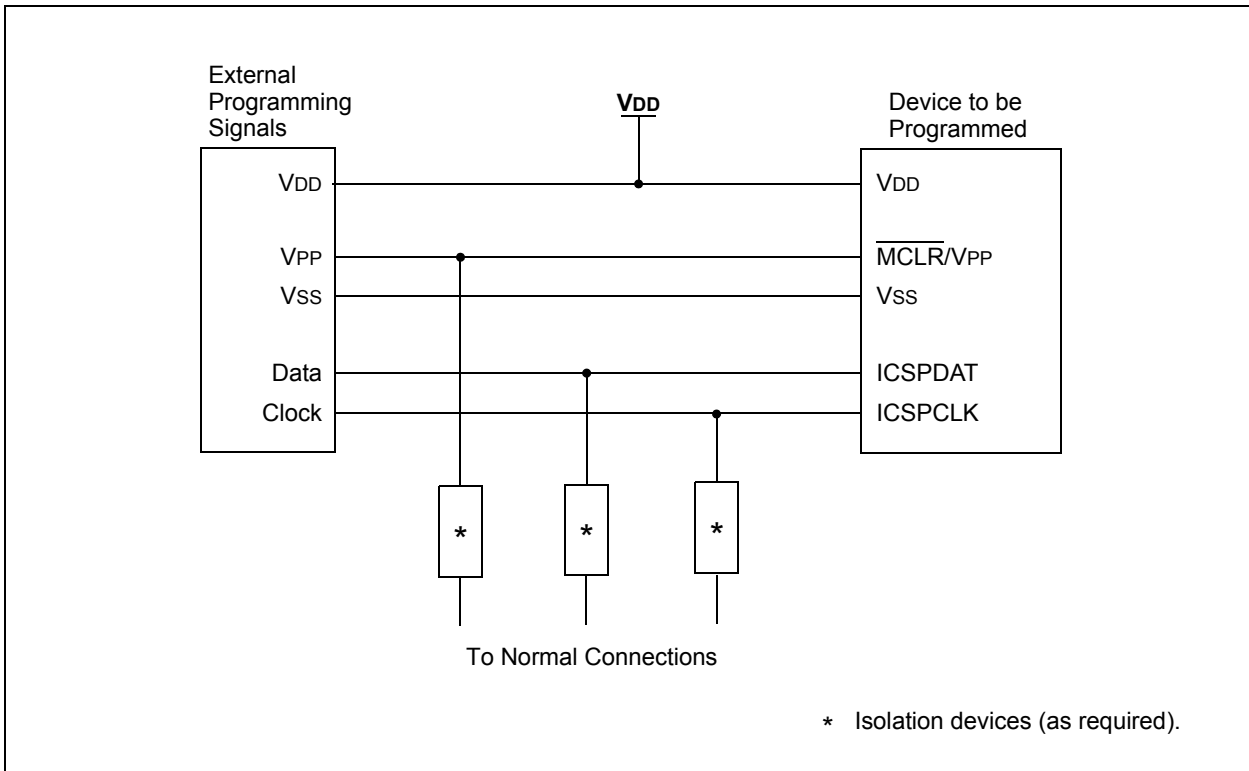 External
Programming
Signals
VDD
Device to be
Programmed
VDD
VPP
VSS
Data
Clock
VDD
MCLR/VPP
VSS
ICSPDAT
ICSPCLK
*
*
*
To Normal Connections
* Isolation devices (as required).